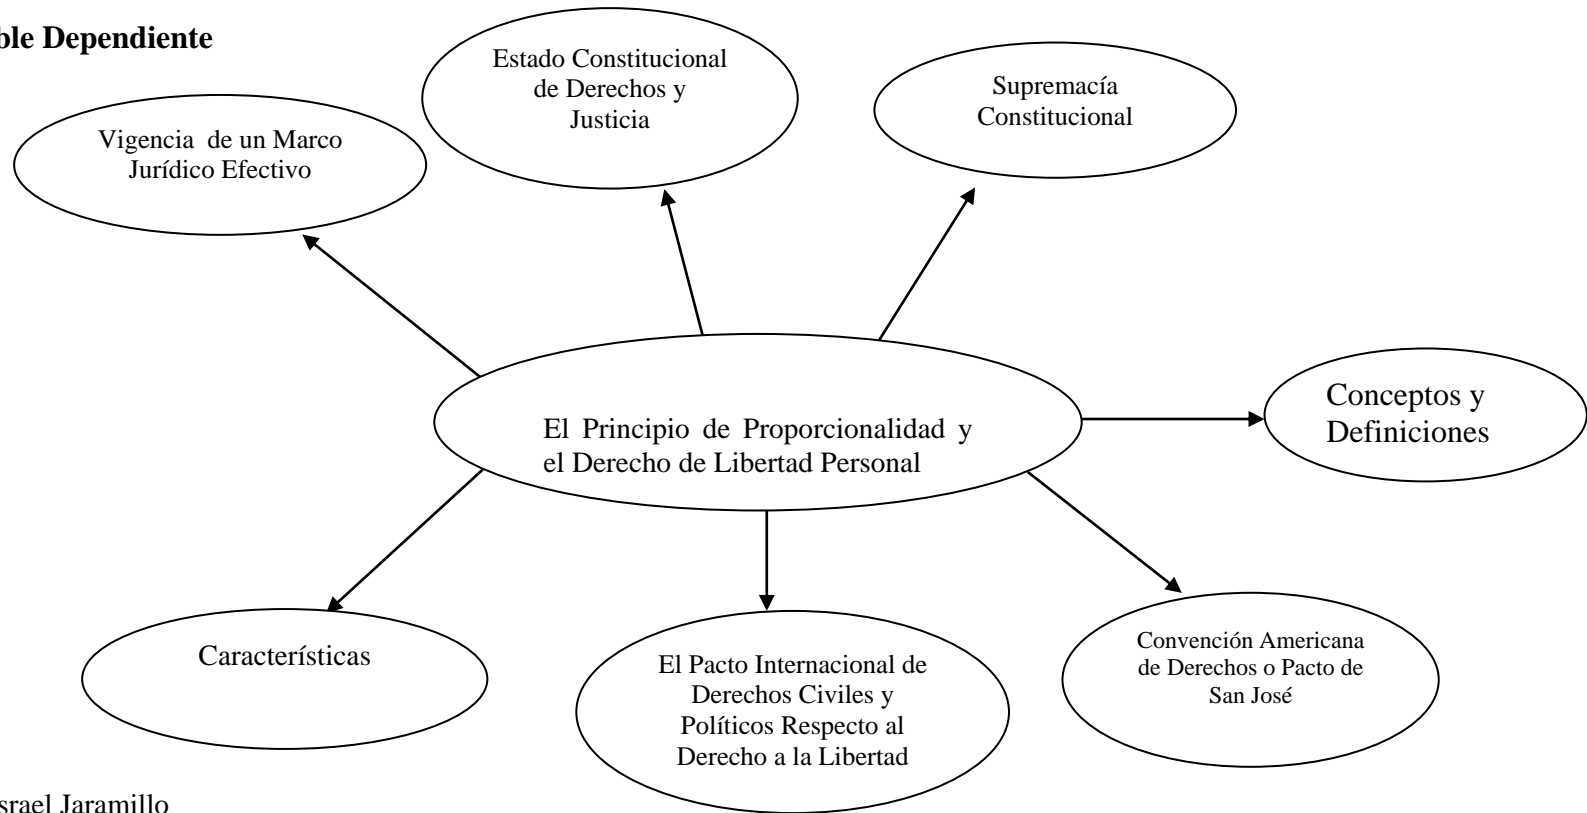 ble Dependiente
Estado Constitucional
de Derechos y
Justicia
Supremacía
Constitucional
Vigencia  de un Marco
Jurídico Efectivo
Conceptos y
Definiciones
El Principio de Proporcionalidad y
el Derecho de Libertad Personal
Características
El Pacto Internacional de
Derechos Civiles y
Políticos Respecto al
Derecho a la Libertad
Convención Americana
de Derechos o Pacto de
San José
srael Jaramillo